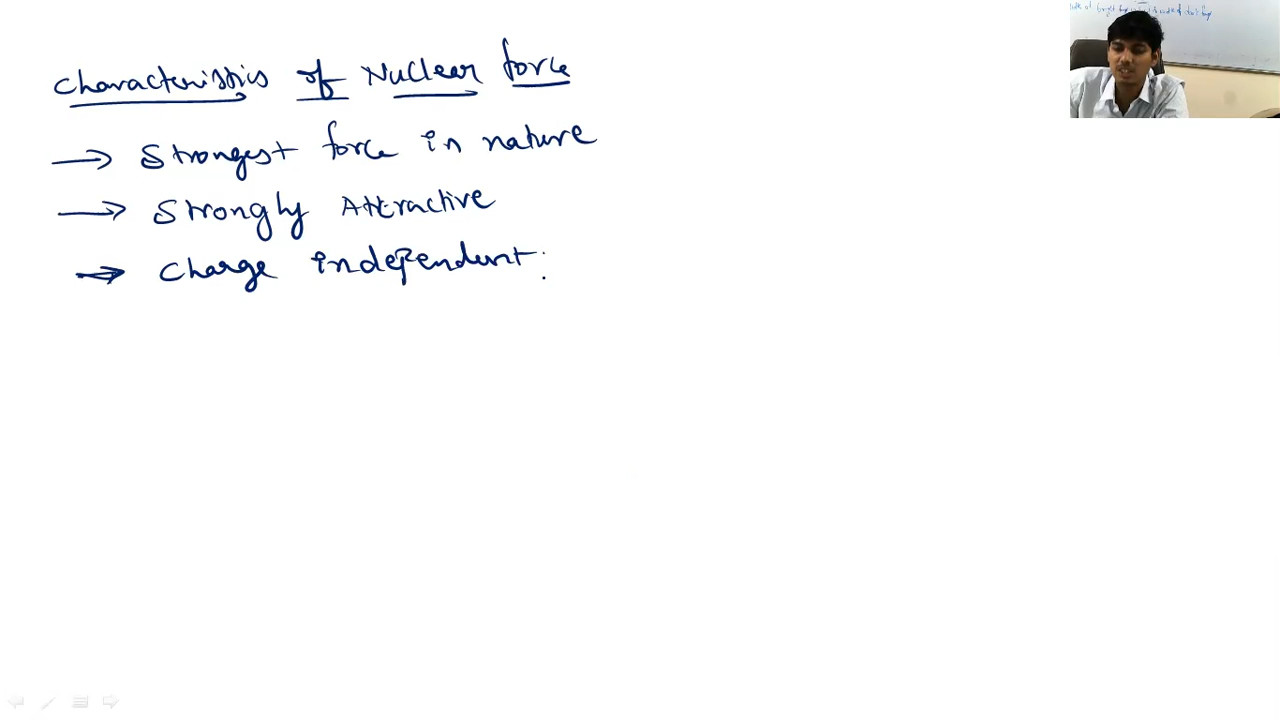 Characteristics of Nuclear force
→ Strongest force in nature
→ Strongly Attractive
→ Charge independent: